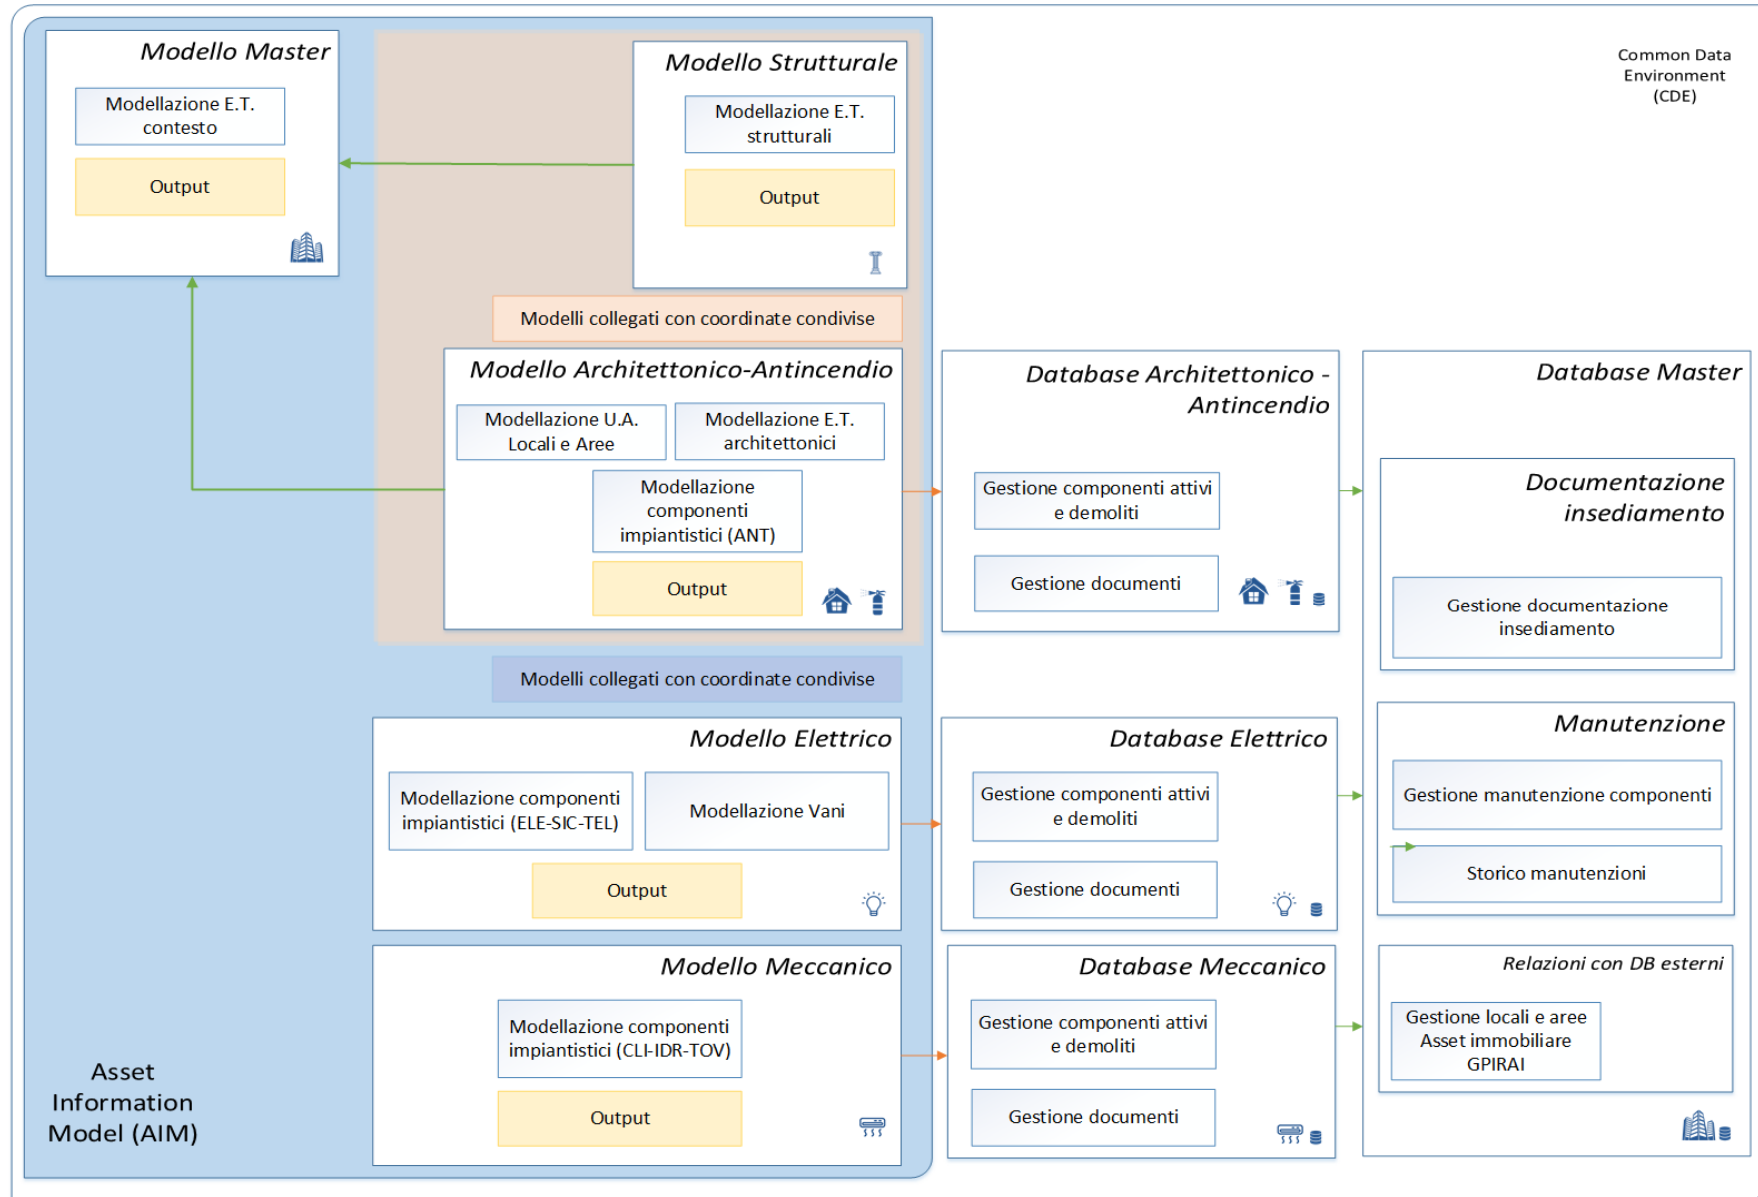 Modello Master
Modellazione E.T.
contesto
Output
Modello Strutturale
Modellazione E.T.
strutturali
Output
Common Data
Environment
(CDE)
Modelli collegati con coordinate condivise
Modello Architettonico-Antincendio
Modellazione U.A.
Locali e Aree
Modellazione E.T.
architettonici
Modellazione
componenti
impiantistici (ANT)
Output
Database Architettonico -
Antincendio
Gestione componenti attivi
e demoliti
Gestione documenti
Database Master
Documentazione
insediamento
Gestione documentazione
insediamento
Modelli collegati con coordinate condivise
Modello Elettrico
Modellazione componenti
impiantistici (ELE-SIC-TEL)
Modellazione Vani
Output
Database Elettrico
Gestione componenti attivi
e demoliti
Gestione documenti
Manutenzione
Gestione manutenzione componenti
Storico manutenzioni
Modello Meccanico
Modellazione componenti
impiantistici (CLI-IDR-TOV)
Output
Database Meccanico
Gestione componenti attivi
e demoliti
Gestione documenti
Relazioni con DB esterni
Gestione locali e aree
Asset immobiliare
GPIRAI
Asset
Information
Model (AIM)